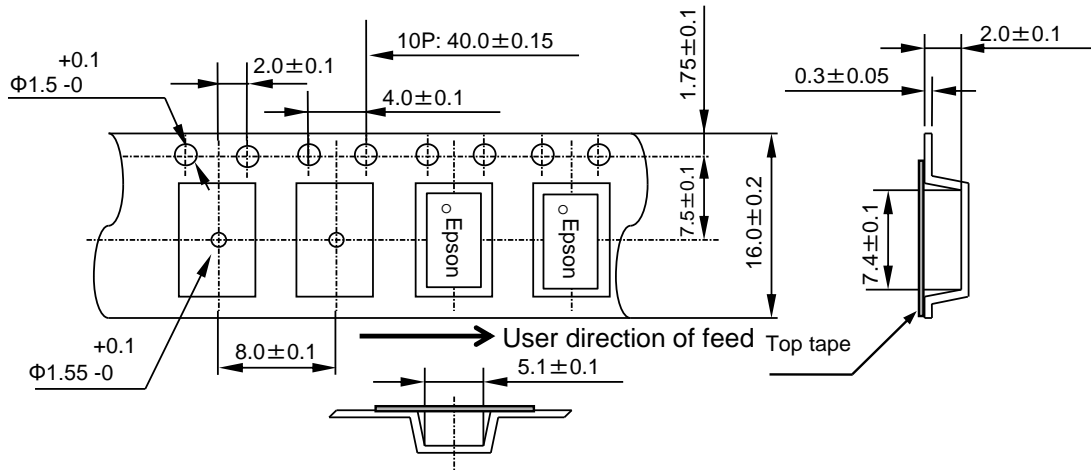 +0.1
Φ1.5 -0
2.0±0.1
10P: 40.0±0.15
4.0±0.1
1.75±0.1
2.0±0.1
0.3±0.05
7.5±0.1
16.0±0.2
7.4±0.1
Epson
Epson
+0.1
Φ1.55 -0
8.0±0.1
User direction of feed
Top tape
5.1±0.1